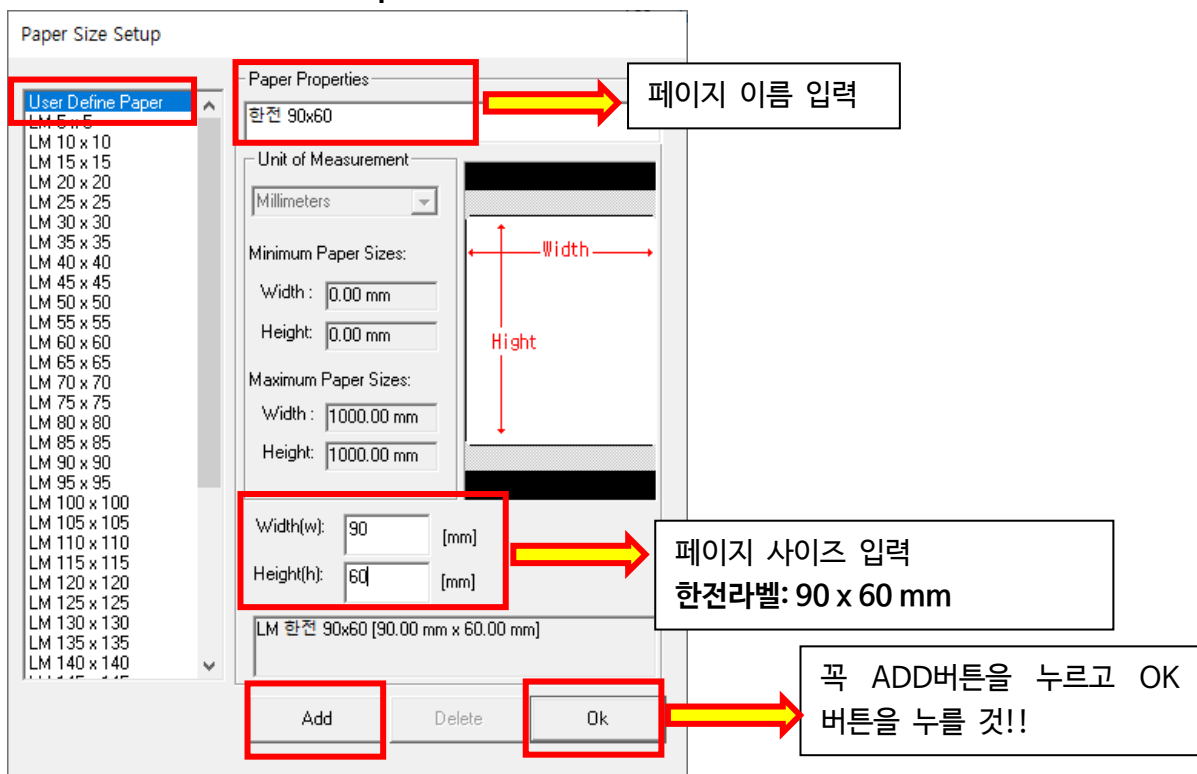 Paper Size Setup
User Define Paper
LM 5 x 5
LM 10 x 10
LM 15 x 15
LM 20 x 20
LM 25 x 25
LM 30 x 30
LM 35 x 35
LM 40 x 40
LM 45 x 45
LM 50 x 50
LM 55 x 55
LM 60 x 60
LM 65 x 65
LM 70 x 70
LM 75 x 75
LM 80 x 80
LM 85 x 85
LM 90 x 90
LM 95 x 95
LM 100 x 100
LM 105 x 105
LM 110 x 110
LM 115 x 115
LM 120 x 120
LM 125 x 125
LM 130 x 130
LM 135 x 135
LM 140 x 140
Paper Properties
한전 90x60
페이지 이름 입력
Unit of Measurement
Millimeters
Minimum Paper Sizes:
Width : 0.00 mm
Height: 0.00 mm
Maximum Paper Sizes:
Width : 1000.00 mm
Height: 1000.00 mm
Width
Hight
Width(w): 90 [mm]
Height(h): 60 [mm]
페이지 사이즈 입력
한전라벨: 90 x 60 mm
LM 한전 90x60 [90.00 mm x 60.00 mm]
Add Delete Ok
꼭 ADD버튼을 누르고 OK
버튼을 누를 것!!